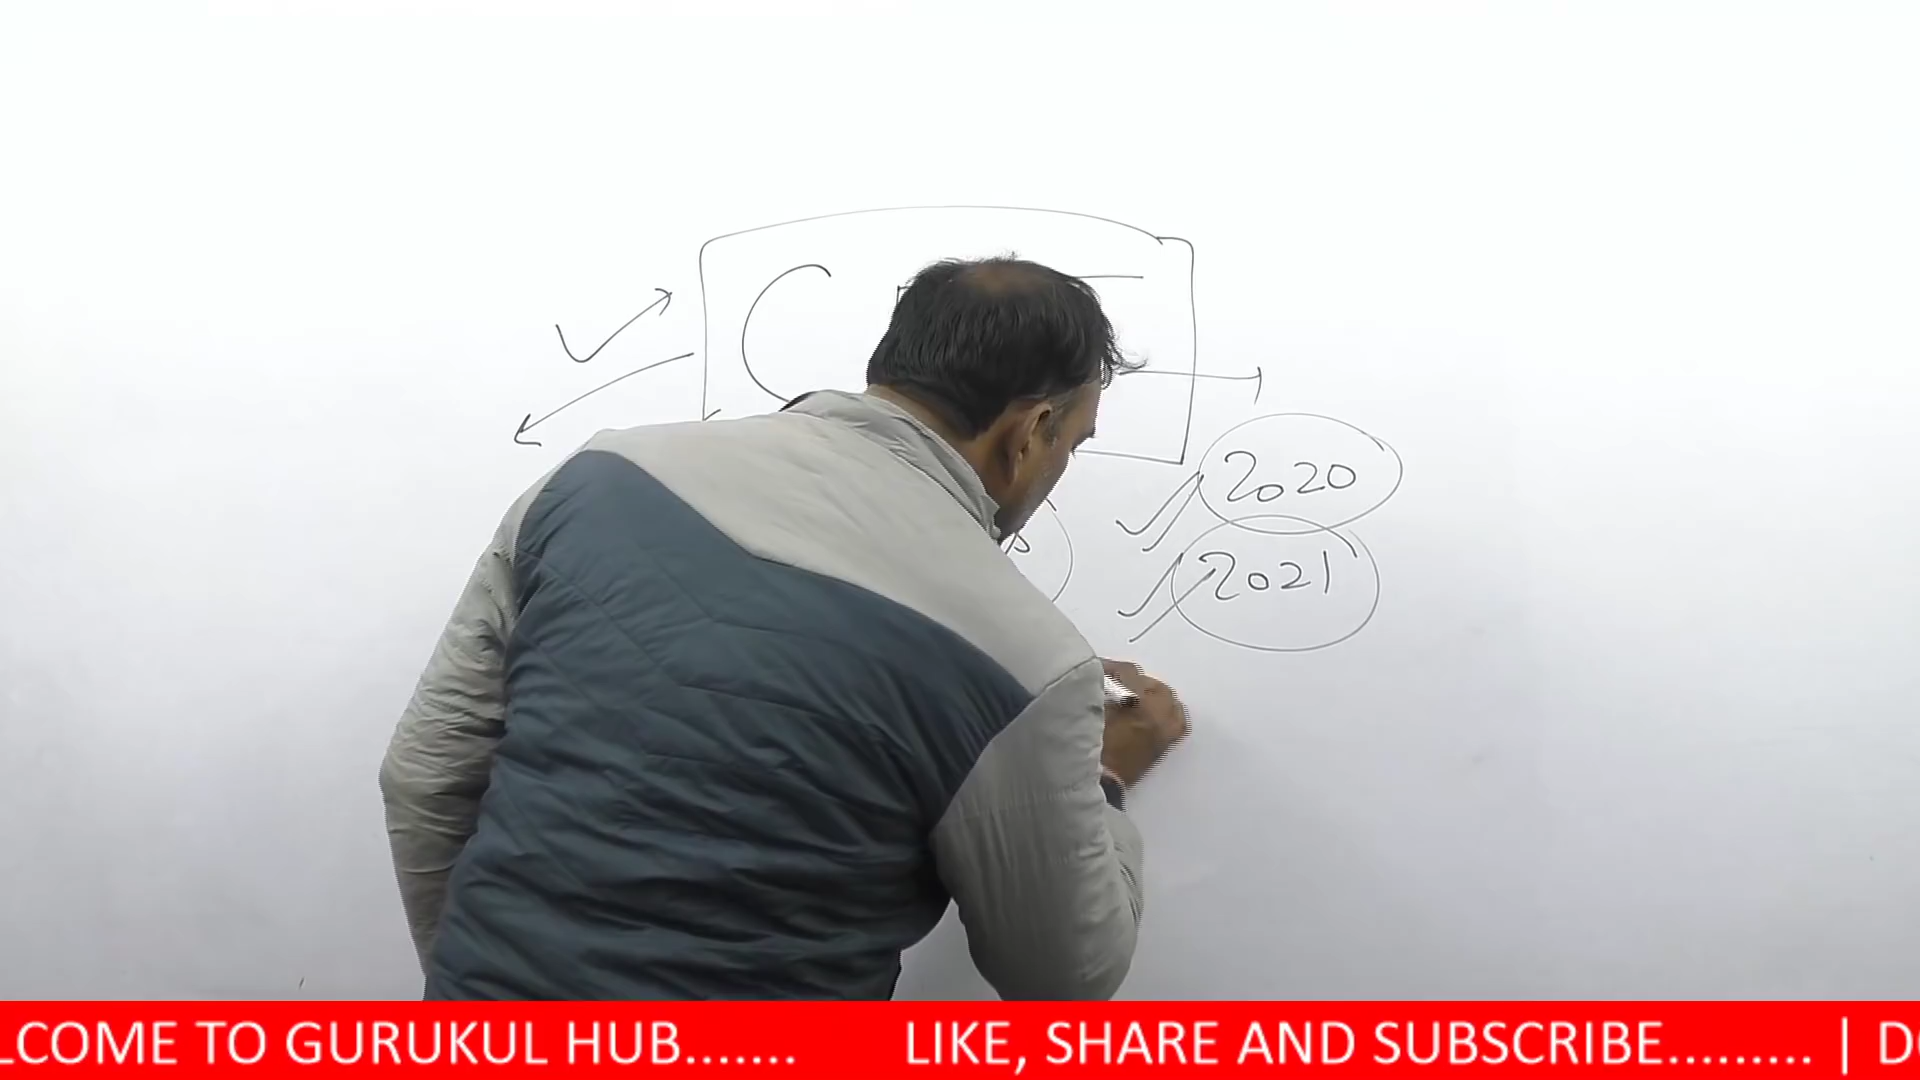 C
2020
2021
LCOME TO GURUKUL HUB....... LIKE, SHARE AND SUBSCRIBE......... | D